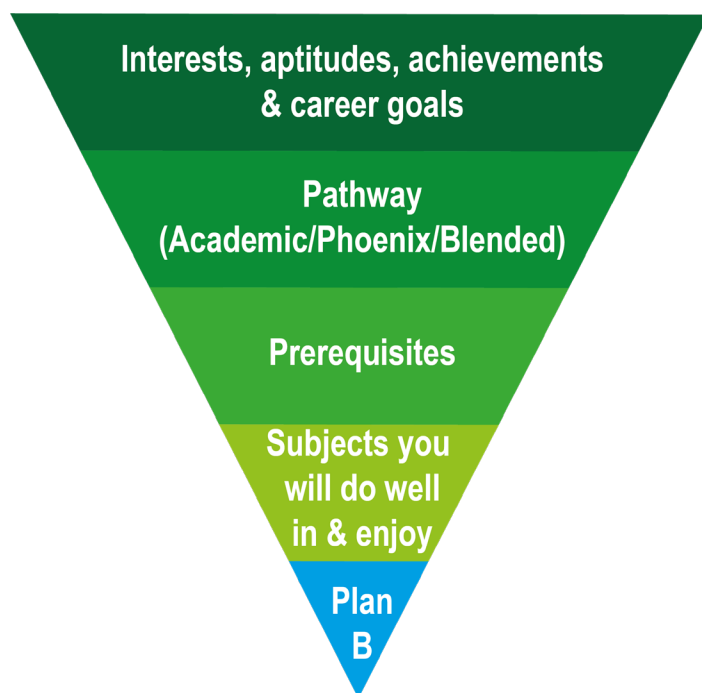 Interests, aptitudes, achievements
& career goals
Pathway
(Academic/Phoenix/Blended)
Prerequisites
Subjects you
will do well
in & enjoy
Plan
B